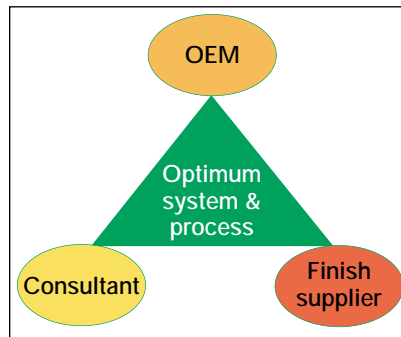 OEM
Optimum
system &
process
Consultant
Finish
supplier